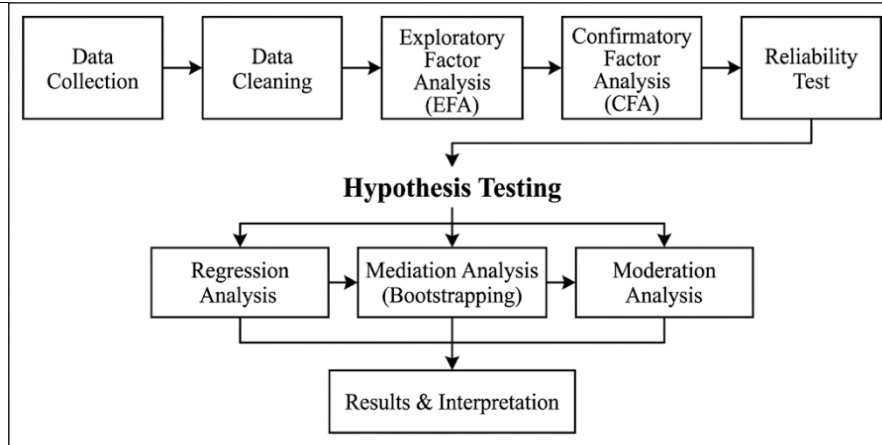 Data
Collection
Data
Cleaning
Exploratory
Factor
Analysis
(EFA)
Confirmatory
Factor
Analysis
(CFA)
Reliability
Test
Hypothesis Testing
Regression
Analysis
Mediation Analysis
(Bootstrapping)
Moderation
Analysis
Results & Interpretation